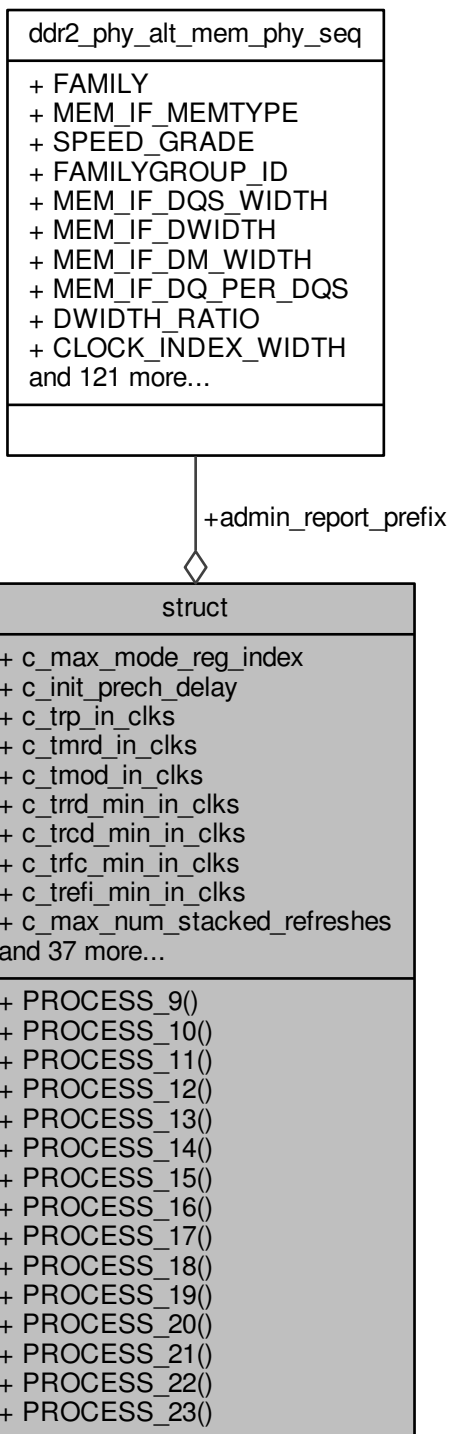 ddr2_phy_alt_mem_phy_seq
+ FAMILY
+ MEM_IF_MEMTYPE
+ SPEED_GRADE
+ FAMILYGROUP_ID
+ MEM_IF_DQS_WIDTH
+ MEM_IF_DWIDTH
+ MEM_IF_DM_WIDTH
+ MEM_IF_DQ_PER_DQS
+ DWIDTH_RATIO
+ CLOCK_INDEX_WIDTH
and 121 more...
+admin_report_prefix
struct
+ c_max_mode_reg_index
+ c_init_prech_delay
+ c_trp_in_clks
+ c_tmrd_in_clks
+ c_tmod_in_clks
+ c_trrd_min_in_clks
+ c_trcd_min_in_clks
+ c_trfc_min_in_clks
+ c_trefi_min_in_clks
+ c_max_num_stacked_refreshes
and 37 more...
+ PROCESS_9()
+ PROCESS_10()
+ PROCESS_11()
+ PROCESS_12()
+ PROCESS_13()
+ PROCESS_14()
+ PROCESS_15()
+ PROCESS_16()
+ PROCESS_17()
+ PROCESS_18()
+ PROCESS_19()
+ PROCESS_20()
+ PROCESS_21()
+ PROCESS_22()
+ PROCESS_23()